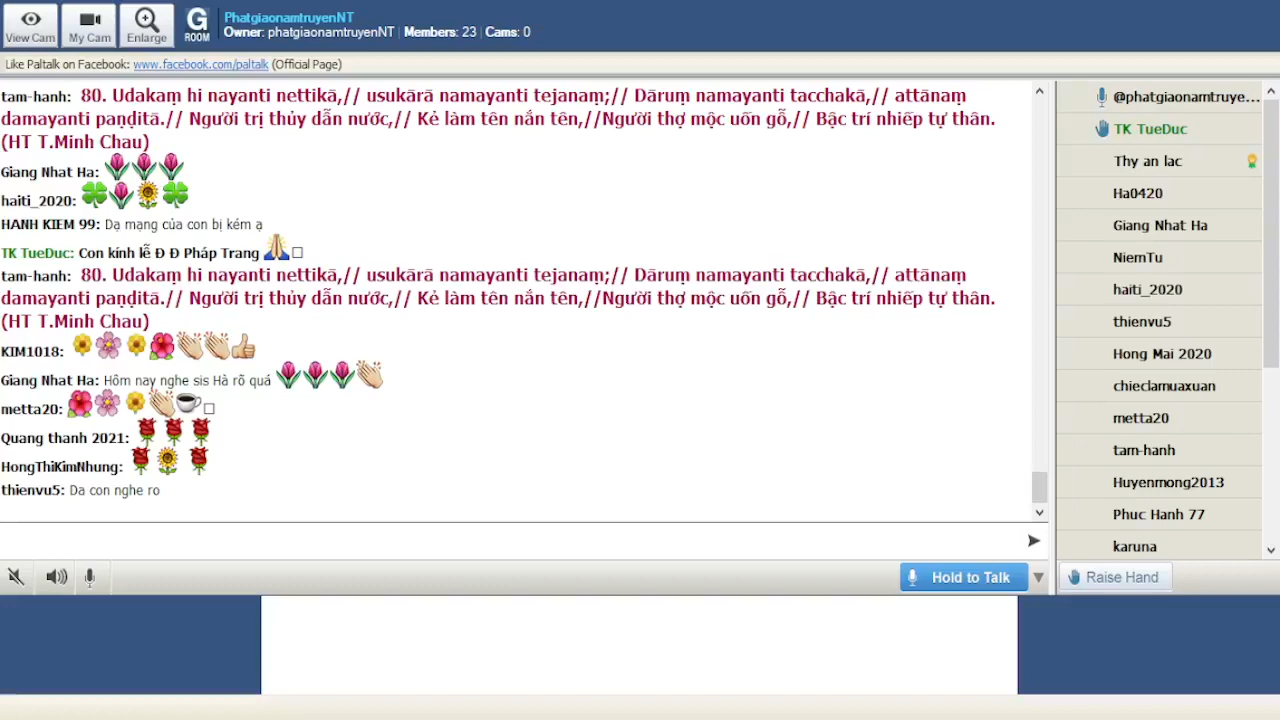 View Cam
My Cam
Enlarge
G
ROOM
PhatgiaonamtruyenNT
Owner: phatgiaonamtruyenNT | Members: 23 | Cams: 0
Like Paltalk on Facebook: www.facebook.com/paltalk (Official Page)
tam-hanh: 80. Udakaṃ hi nayanti nettikā,// usukārā namayanti tejanaṃ;// Dāruṃ namayanti tacchakā,// attānaṃ
damayanti paṇḍitā.// Người trị thủy dẫn nước,// Kẻ làm tên nắn tên,//Người thợ mộc uốn gỗ,// Bậc trí nhiếp tự thân.
(HT T.Minh Chau)
Giang Nhat Ha:
haiti_2020:
HANH KIEM 99: Dạ mạng của con bị kém ạ
TK TueDuc: Con kính lễ Đ Đ Pháp Trang
tam-hanh: 80. Udakaṃ hi nayanti nettikā,// usukārā namayanti tejanaṃ;// Dāruṃ namayanti tacchakā,// attānaṃ
damayanti paṇḍitā.// Người trị thủy dẫn nước,// Kẻ làm tên nắn tên,//Người thợ mộc uốn gỗ,// Bậc trí nhiếp tự thân.
(HT T.Minh Chau)
KIM1018:
Giang Nhat Ha: Hôm nay nghe sis Hà rõ quá
metta20:
Quang thanh 2021:
HongThiKimNhung:
thienvu5: Da con nghe ro
Hold to Talk
@phatgiaonamtruye...
TK TueDuc
Thy an lac
Ha0420
Giang Nhat Ha
NiemTu
haiti_2020
thienvu5
Hong Mai 2020
chieclamuaxuan
metta20
tam-hanh
Huyenmong2013
Phuc Hanh 77
karuna
Raise Hand